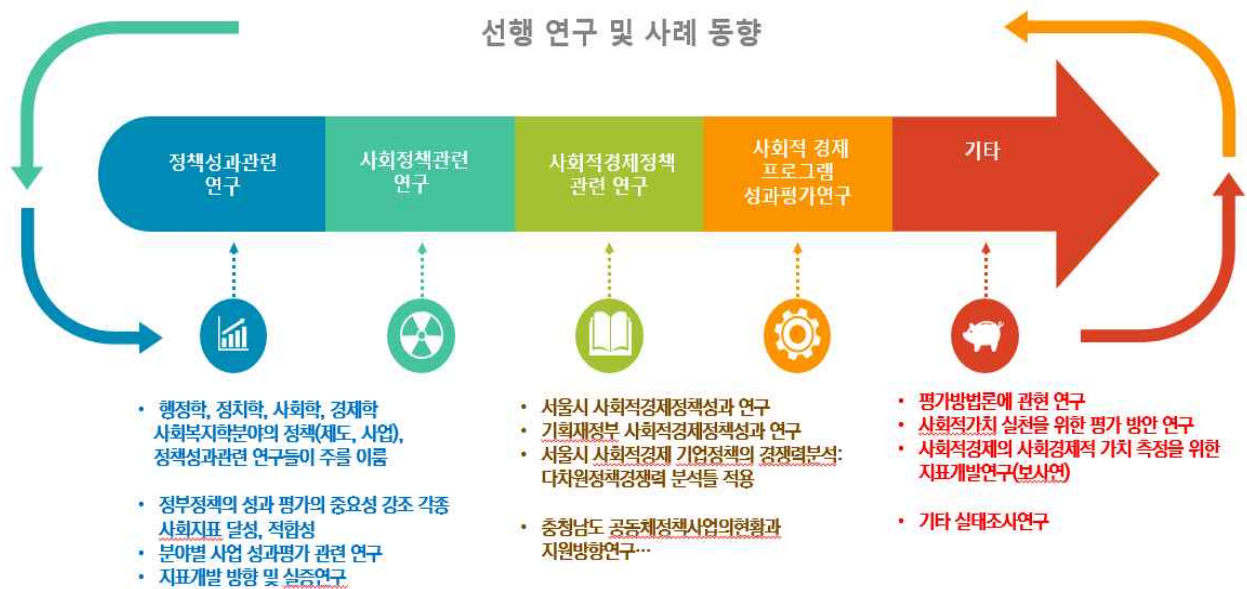 선행 연구 및 사례 동향
정책성과관련
연구
사회정책관련
연구
사회적경제정책
관련 연구
사회적 경제
프로그램
성과평가연구
기타
• 행정학, 정치학, 사회학, 경제학
사회복지학분야의 정책(제도, 사업),
정책성과관련 연구들이 주를 이룸
• 정부정책의 성과 평가의 중요성 강조 각종
사회지표 달성, 적합성
• 분야별 사업 성과평가 관련 연구
• 지표개발 방향 및 실증연구
• 서울시 사회적경제정책성과 연구
• 기획재정부 사회적경제정책성과 연구
• 서울시 사회적경제 기업정책의 경쟁력분석:
다차원정책경쟁력 분석틀 적용
• 충청남도 공동체정책사업의현황과
지원방향연구…
• 평가방법론에 관현 연구
• 사회적가치 실천을 위한 평가 방안 연구
• 사회적경제의 사회경제적 가치 측정을 위한
지표개발연구(보사연)
• 기타 실태조사연구